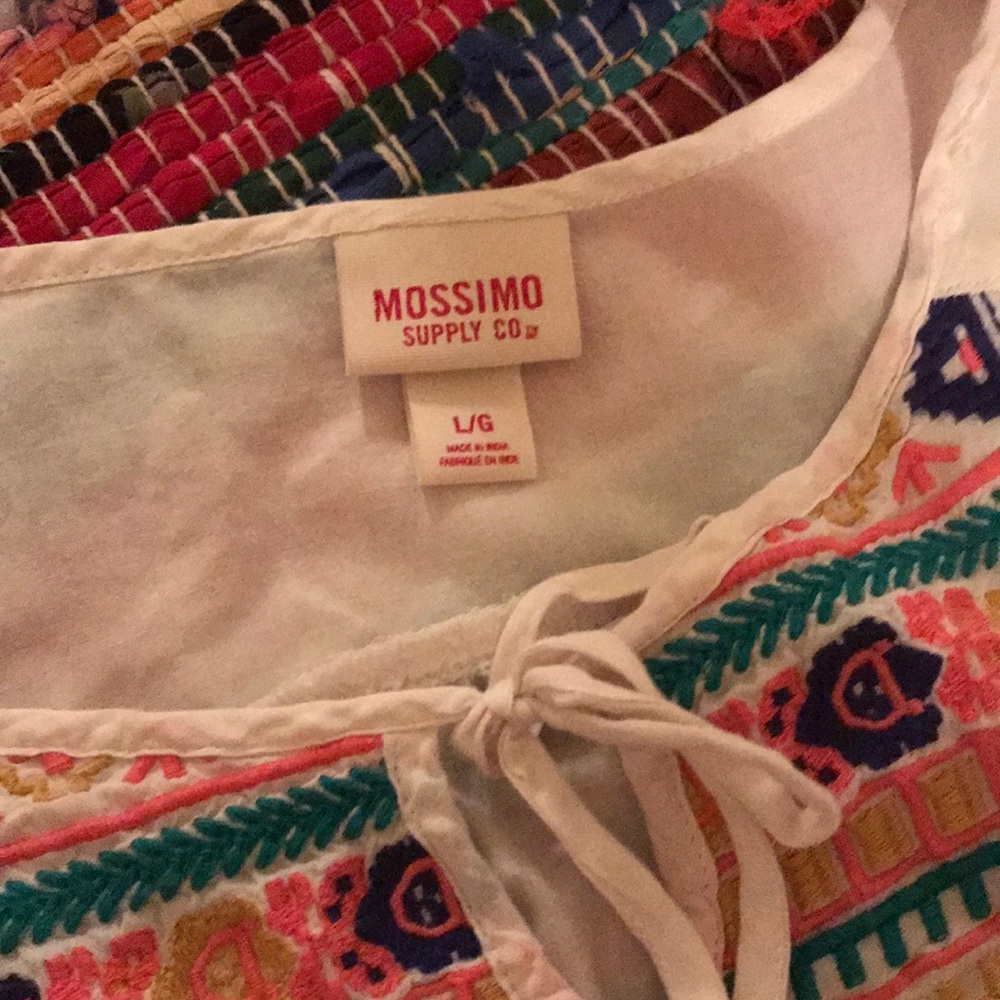 MOSSIMO
SUPPLY CO
L/G
MADE IN INDIA
FABRIQUÉ EN INDE